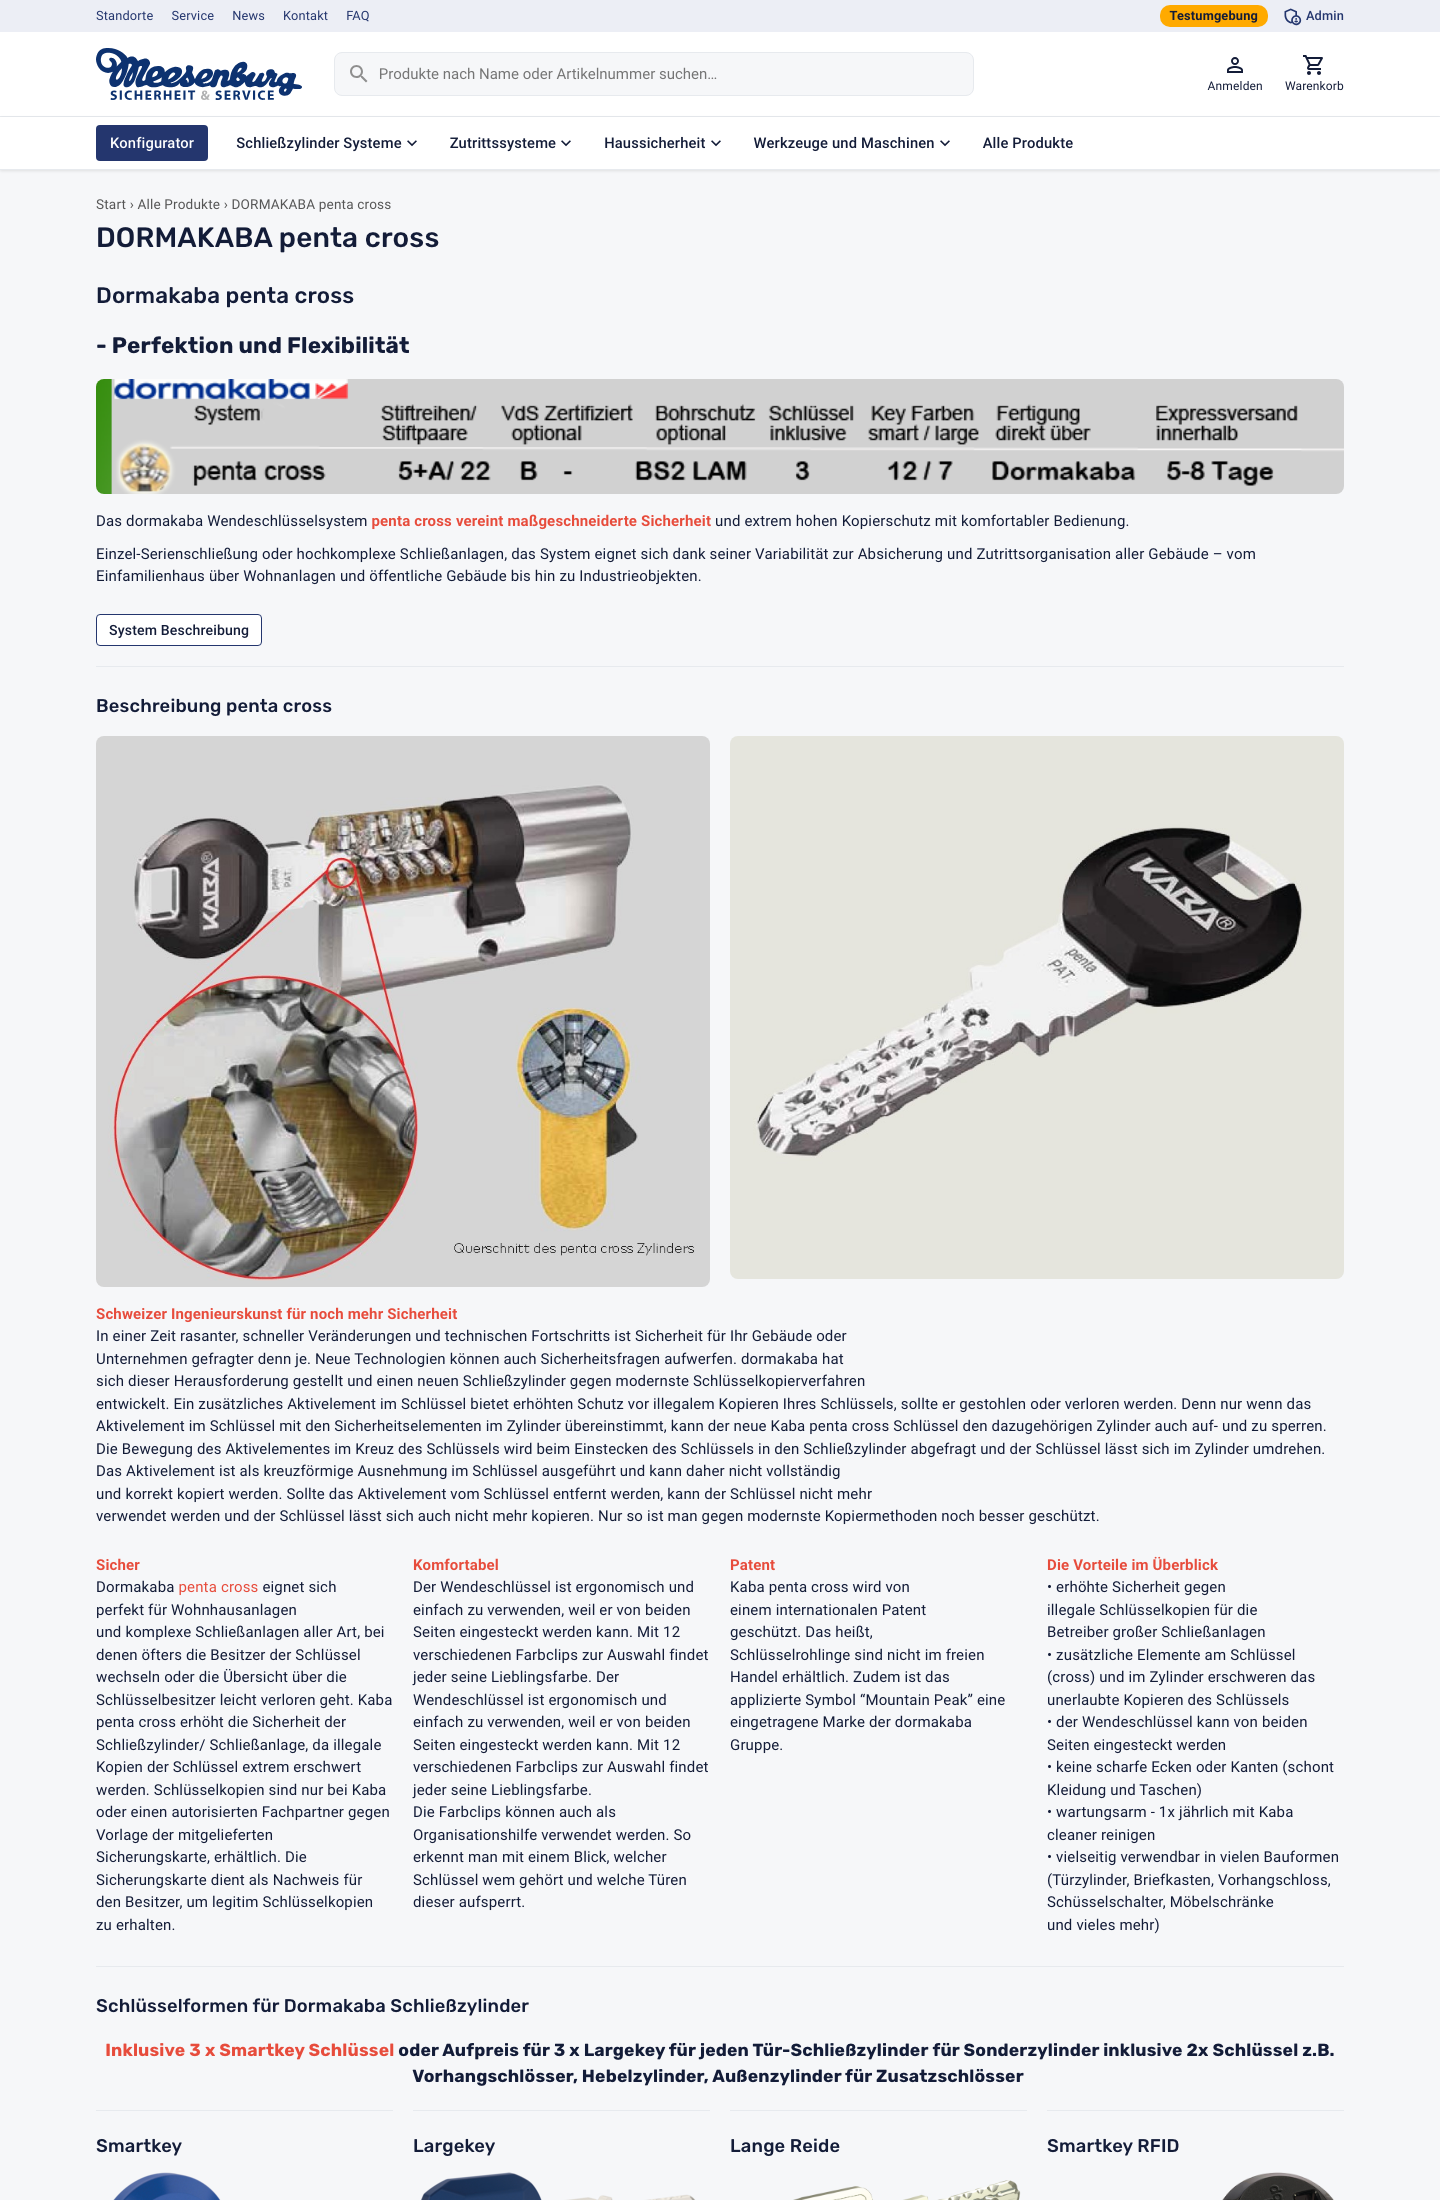 Standorte Service News Kontakt FAQ Testumgebung Admin
Meesenburg
SICHERHEIT & SERVICE
Produkte nach Name oder Artikelnummer suchen...
Anmelden Warenkorb
Konfigurator Schließzylinder Systeme Zutrittssysteme Haussicherheit Werkzeuge und Maschinen Alle Produkte
Start › Alle Produkte › DORMAKABA penta cross
DORMAKABA penta cross
Dormakaba penta cross
- Perfektion und Flexibilität
dormakaba
System Stiftreihen/ VdS Zertifiziert Bohrschutz Schlüssel Key Farben Fertigung Expressversand
Stiftpaare optional optional inklusive smart / large direkt über innerhalb
penta cross 5+A/ 22 B - BS2 LAM 3 12 / 7 Dormakaba 5-8 Tage
Das dormakaba Wendeschlüsselsystem penta cross vereint maßgeschneiderte Sicherheit und extrem hohen Kopierschutz mit komfortabler Bedienung.
Einzel-Serienschließung oder hochkomplexe Schließanlagen, das System eignet sich dank seiner Variabilität zur Absicherung und Zutrittsorganisation aller Gebäude – vom
Einfamilienhaus über Wohnanlagen und öffentliche Gebäude bis hin zu Industrieobjekten.
System Beschreibung
Beschreibung penta cross
KABA®
penta
PAT.
Querschnitt des penta cross Zylinders
KABA®
penta
PAT.
Schweizer Ingenieurskunst für noch mehr Sicherheit
In einer Zeit rasanter, schneller Veränderungen und technischen Fortschritts ist Sicherheit für Ihr Gebäude oder
Unternehmen gefragter denn je. Neue Technologien können auch Sicherheitsfragen aufwerfen. dormakaba hat
sich dieser Herausforderung gestellt und einen neuen Schließzylinder gegen modernste Schlüsselkopierverfahren
entwickelt. Ein zusätzliches Aktivelement im Schlüssel bietet erhöhten Schutz vor illegalem Kopieren Ihres Schlüssels, sollte er gestohlen oder verloren werden. Denn nur wenn das
Aktivelement im Schlüssel mit den Sicherheitselementen im Zylinder übereinstimmt, kann der neue Kaba penta cross Schlüssel den dazugehörigen Zylinder auch auf- und zu sperren.
Die Bewegung des Aktivelementes im Kreuz des Schlüssels wird beim Einstecken des Schlüssels in den Schließzylinder abgefragt und der Schlüssel lässt sich im Zylinder umdrehen.
Das Aktivelement ist als kreuzförmige Ausnehmung im Schlüssel ausgeführt und kann daher nicht vollständig
und korrekt kopiert werden. Sollte das Aktivelement vom Schlüssel entfernt werden, kann der Schlüssel nicht mehr
verwendet werden und der Schlüssel lässt sich auch nicht mehr kopieren. Nur so ist man gegen modernste Kopiermethoden noch besser geschützt.
Sicher
Dormakaba penta cross eignet sich
perfekt für Wohnhausanlagen
und komplexe Schließanlagen aller Art, bei
denen öfters die Besitzer der Schlüssel
wechseln oder die Übersicht über die
Schlüsselbesitzer leicht verloren geht. Kaba
penta cross erhöht die Sicherheit der
Schließzylinder/ Schließanlage, da illegale
Kopien der Schlüssel extrem erschwert
werden. Schlüsselkopien sind nur bei Kaba
oder einen autorisierten Fachpartner gegen
Vorlage der mitgelieferten
Sicherungskarte, erhältlich. Die
Sicherungskarte dient als Nachweis für
den Besitzer, um legitim Schlüsselkopien
zu erhalten.
Komfortabel
Der Wendeschlüssel ist ergonomisch und
einfach zu verwenden, weil er von beiden
Seiten eingesteckt werden kann. Mit 12
verschiedenen Farbclips zur Auswahl findet
jeder seine Lieblingsfarbe. Der
Wendeschlüssel ist ergonomisch und
einfach zu verwenden, weil er von beiden
Seiten eingesteckt werden kann. Mit 12
verschiedenen Farbclips zur Auswahl findet
jeder seine Lieblingsfarbe.
Die Farbclips können auch als
Organisationshilfe verwendet werden. So
erkennt man mit einem Blick, welcher
Schlüssel wem gehört und welche Türen
dieser aufsperrt.
Patent
Kaba penta cross wird von
einem internationalen Patent
geschützt. Das heißt,
Schlüsselrohlinge sind nicht im freien
Handel erhältlich. Zudem ist das
applizierte Symbol “Mountain Peak” eine
eingetragene Marke der dormakaba
Gruppe.
Die Vorteile im Überblick
• erhöhte Sicherheit gegen
illegale Schlüsselkopien für die
Betreiber großer Schließanlagen
• zusätzliche Elemente am Schlüssel
(cross) und im Zylinder erschweren das
unerlaubte Kopieren des Schlüssels
• der Wendeschlüssel kann von beiden
Seiten eingesteckt werden
• keine scharfe Ecken oder Kanten (schont
Kleidung und Taschen)
• wartungsarm - 1x jährlich mit Kaba
cleaner reinigen
• vielseitig verwendbar in vielen Bauformen
(Türzylinder, Briefkasten, Vorhangschloss,
Schüsselschalter, Möbelschränke
und vieles mehr)
Schlüsselformen für Dormakaba Schließzylinder
Inklusive 3 x Smartkey Schlüssel oder Aufpreis für 3 x Largekey für jeden Tür-Schließzylinder für Sonderzylinder inklusive 2x Schlüssel z.B.
Vorhangschlösser, Hebelzylinder, Außenzylinder für Zusatzschlösser
Smartkey Largekey Lange Reide Smartkey RFID